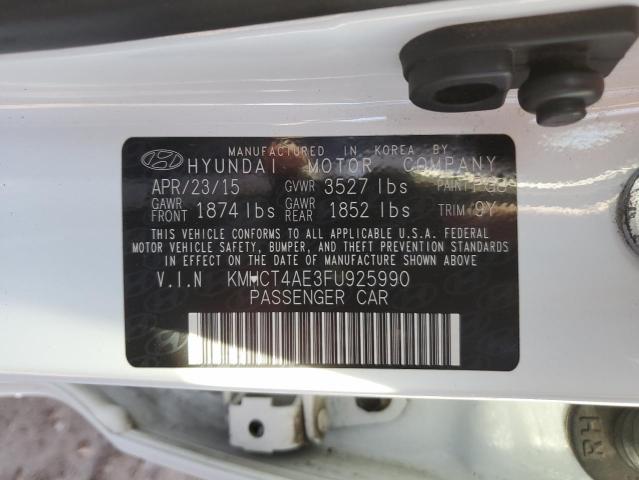 MANUFACTURED IN KOREA BY
HYUNDAI MOTOR COMPANY
APR/23/15 GVWR 3527 lbs PAINT
GAWR FRONT 1874 lbs GAWR REAR 1852 lbs TRIM 9Y
THIS VEHICLE CONFORMS TO ALL APPLICABLE U.S.A. FEDERAL
MOTOR VEHICLE SAFETY, BUMPER, AND THEFT PREVENTION STANDARDS
IN EFFECT ON THE DATE OF MANUFACTURE SHOWN ABOVE
V.I.N KMHCT4AE3FU925990
PASSENGER CAR
RH